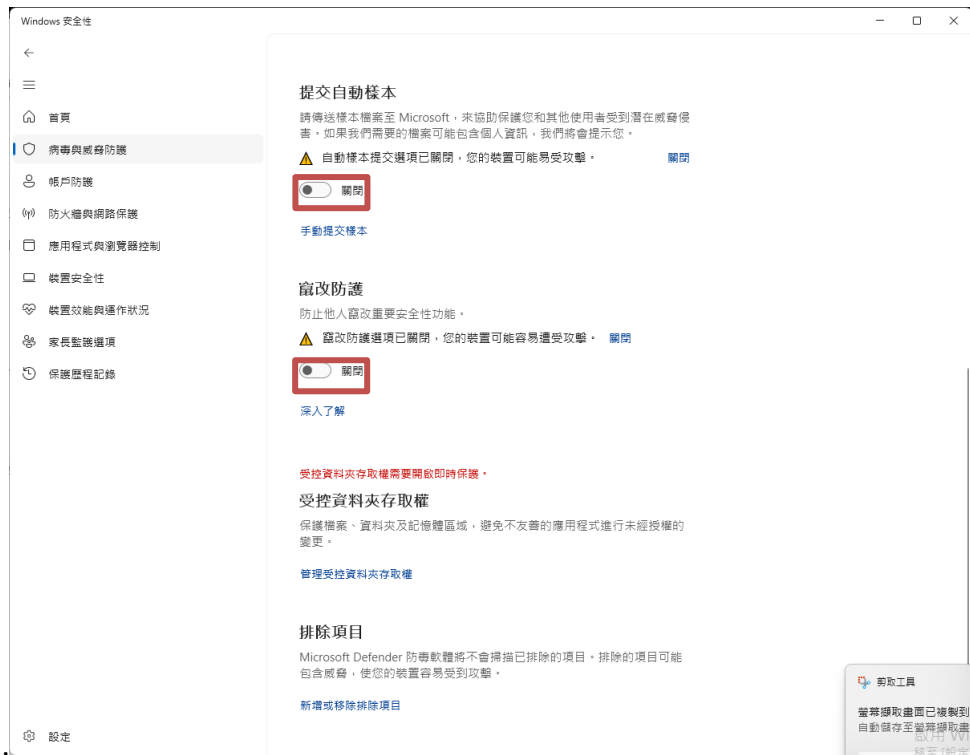 Windows 安全性
首頁
病毒與威脅防護
帳戶防護
防火牆與網路保護
應用程式與瀏覽器控制
裝置安全性
裝置效能與運作狀況
家長監護選項
保護歷程記錄
設定
提交自動樣本
請傳送樣本檔案至 Microsoft，來協助保護您和其他使用者受到潛在威脅侵
害。如果我們需要的檔案可能包含個人資訊，我們將會提示您。
自動樣本提交選項已關閉，您的裝置可能易受攻擊。 關閉
關閉
手動提交樣本
竄改防護
防止他人竄改重要安全性功能。
竄改防護選項已關閉，您的裝置可能容易遭受攻擊。 關閉
關閉
深入了解
受控資料夾存取權需要開啟即時保護。
受控資料夾存取權
保護檔案、資料夾及記憶體區域，避免不友善的應用程式進行未經授權的
變更。
管理受控資料夾存取權
排除項目
Microsoft Defender 防毒軟體將不會掃描已排除的項目。排除的項目可能
包含威脅，使您的裝置容易受到攻擊。
新增或移除排除項目
剪取工具
螢幕擷取畫面已複製到
自動儲存至螢幕擷取畫
啟用 Wi
移至 [設定